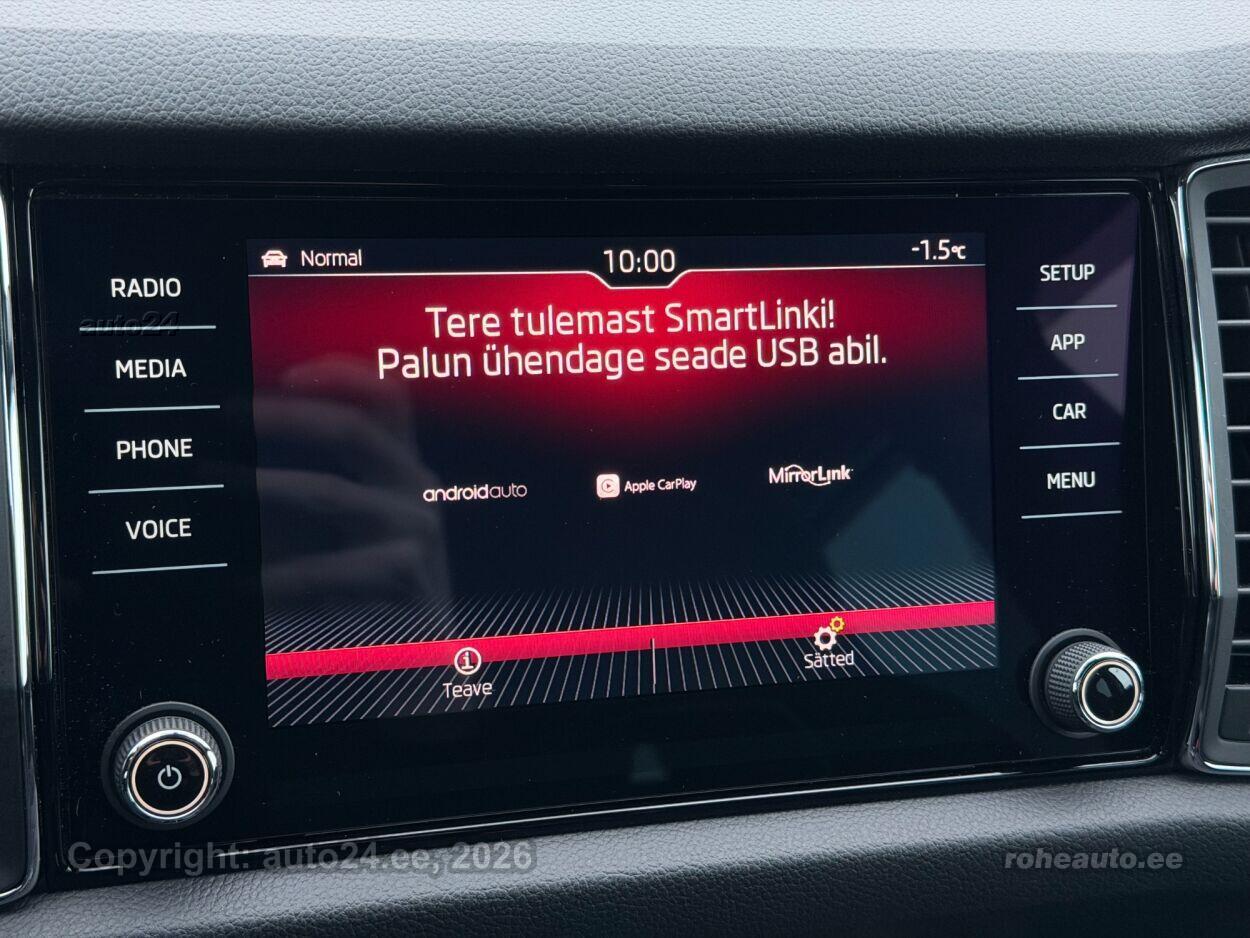 Normal
10:00
-1.5°C
RADIO
auto24
MEDIA
PHONE
VOICE
Tere tulemast SmartLinki!
Palun ühendage seade USB abil.
androidauto
Apple CarPlay
MirrorLink
Teave
Sätted
SETUP
APP
CAR
MENU
Copyright: auto24.ee, 2026
roheauto.ee